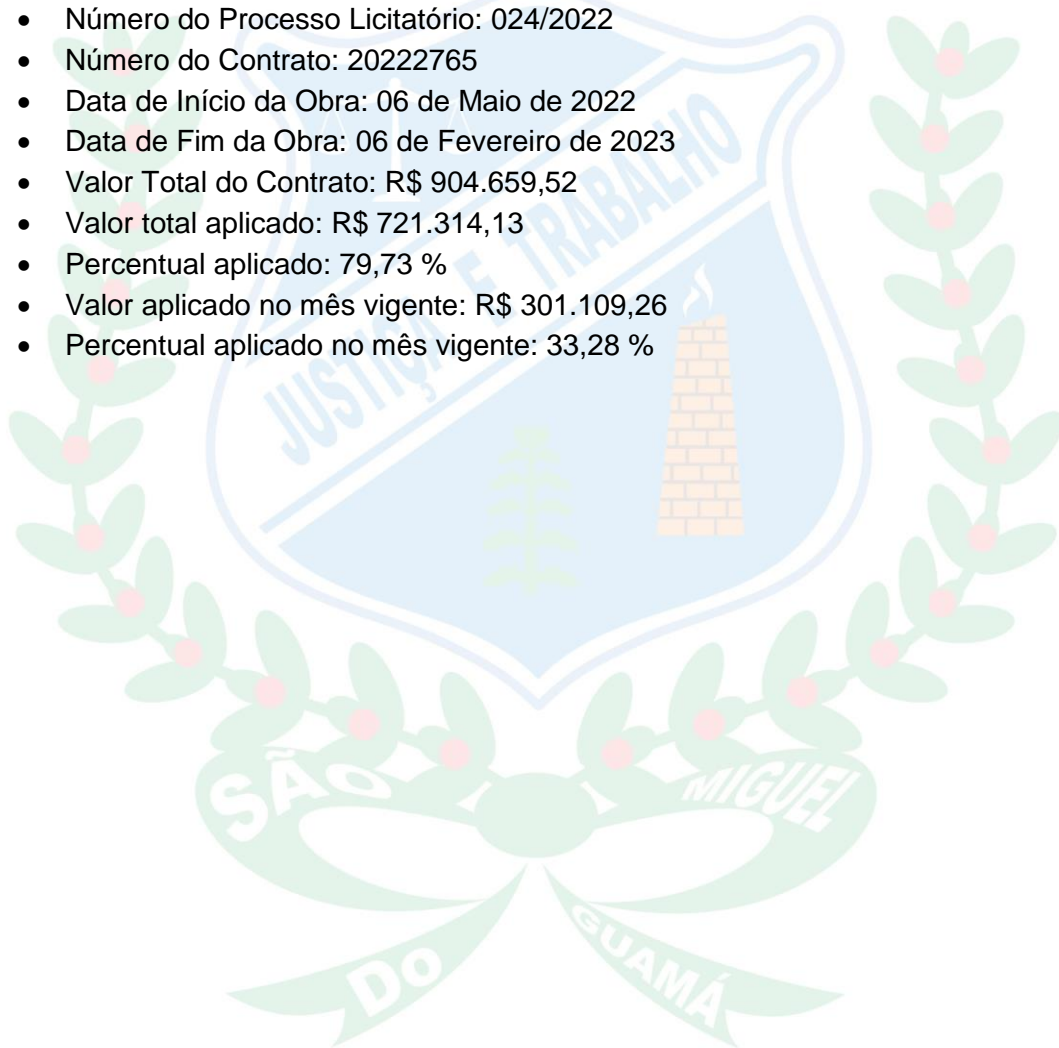 • Número do Processo Licitatório: 024/2022
• Número do Contrato: 20222765
• Data de Início da Obra: 06 de Maio de 2022
• Data de Fim da Obra: 06 de Fevereiro de 2023
• Valor Total do Contrato: R$ 904.659,52
• Valor total aplicado: R$ 721.314,13
• Percentual aplicado: 79,73 %
• Valor aplicado no mês vigente: R$ 301.109,26
• Percentual aplicado no mês vigente: 33,28 %
JUSTIÇA E TRABALHO
SÃO MIGUEL
DO GUAMÁ